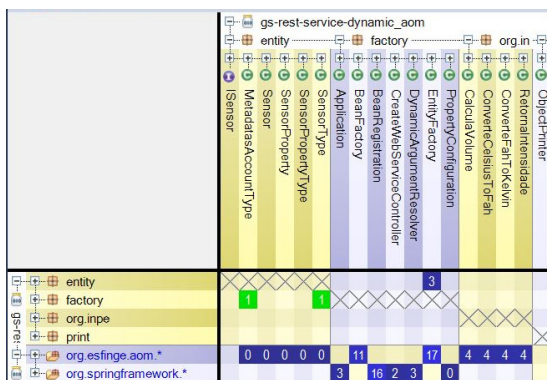 gs-rest-service-dynamic_aom
entity
factory
org.in
ISensor
MetadatasAccountType
Sensor
SensorProperty
SensorPropertyType
SensorType
Application
BeanFactory
BeanRegistration
CreateWebServiceController
DynamicArgumentResolver
EntityFactory
PropertyConfiguration
CalculaVolume
ConverteCelsiusToFah
ConverteFahToKelvin
RetornaIntensidade
ObjectPrinter
gs-res
entity 3
factory 1 1
org.inpe
print
org.esfinge.aom.* 0 0 0 0 0 11 17 4 4 4 4
org.springframework.* 3 16 2 3 0